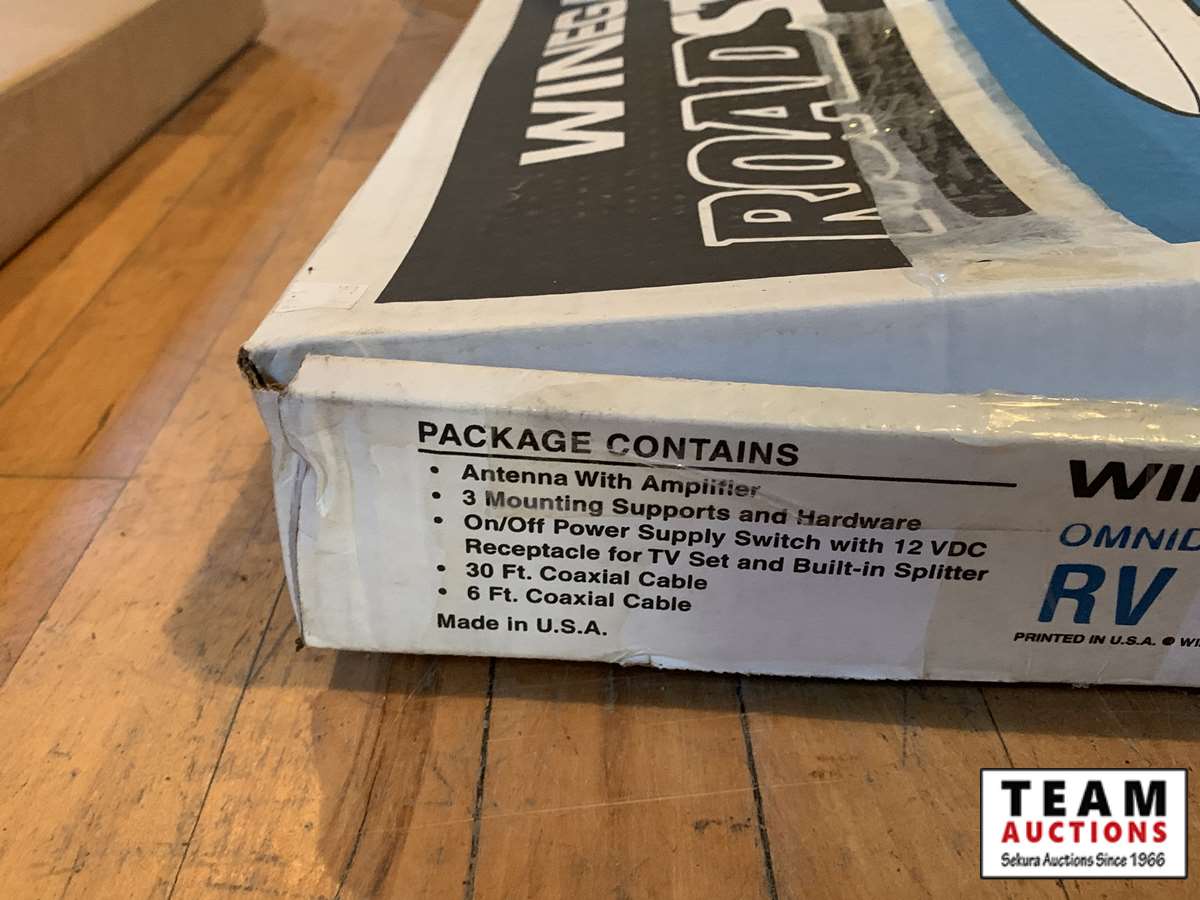 WINEG
ROADST
PACKAGE CONTAINS
• Antenna With Amplifier
• 3 Mounting Supports and Hardware
• On/Off Power Supply Switch with 12 VDC
Receptacle for TV Set and Built-in Splitter
• 30 Ft. Coaxial Cable
• 6 Ft. Coaxial Cable
Made in U.S.A.
WI
OMNID
RV
PRINTED IN U.S.A. © WI
TEAM
AUCTIONS
Sekura Auctions Since 1966